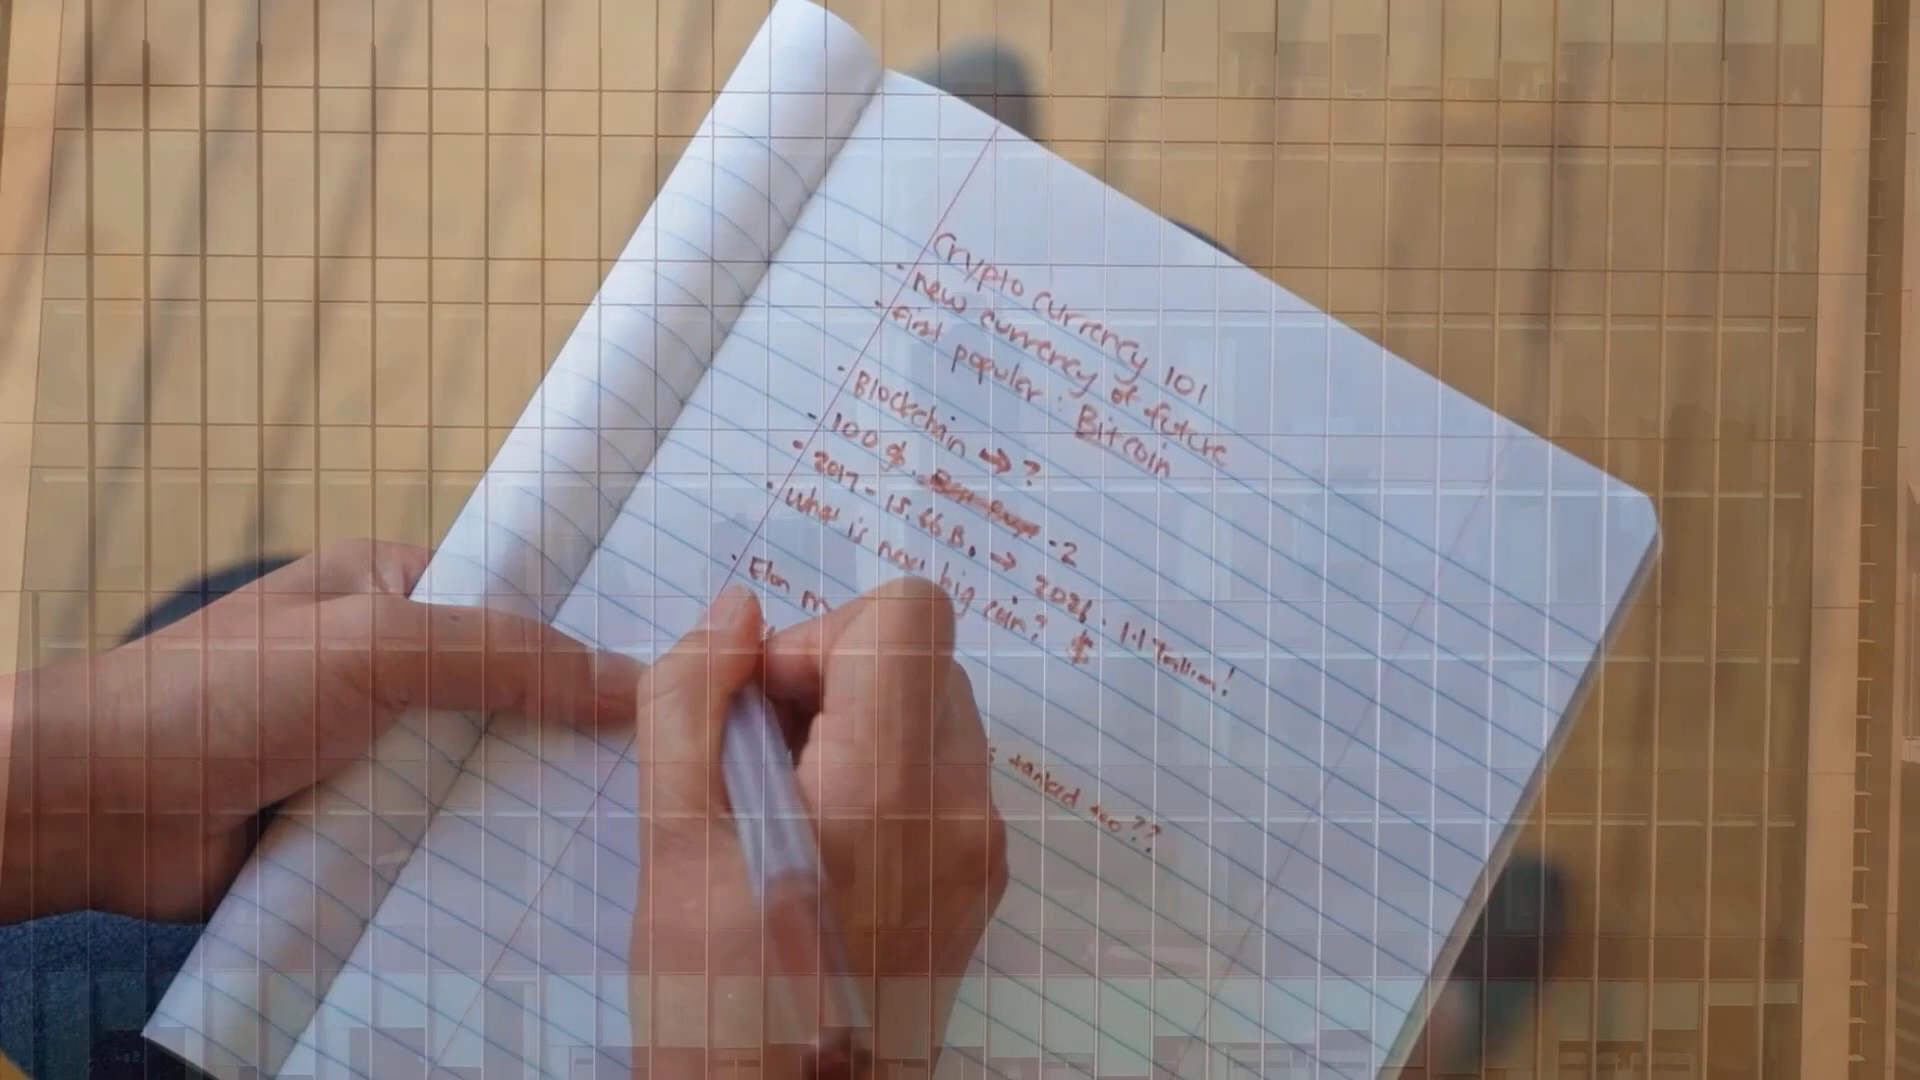 Crypto currency 101
- new currency of future
- first popular : Bitcoin
- Blockchain → ?
- 100 $. - 2
- 2017 - 15.66 B. → 2021. 1.1 Trillion!
- What is next big coin? $
- Elon m
tanked too ??